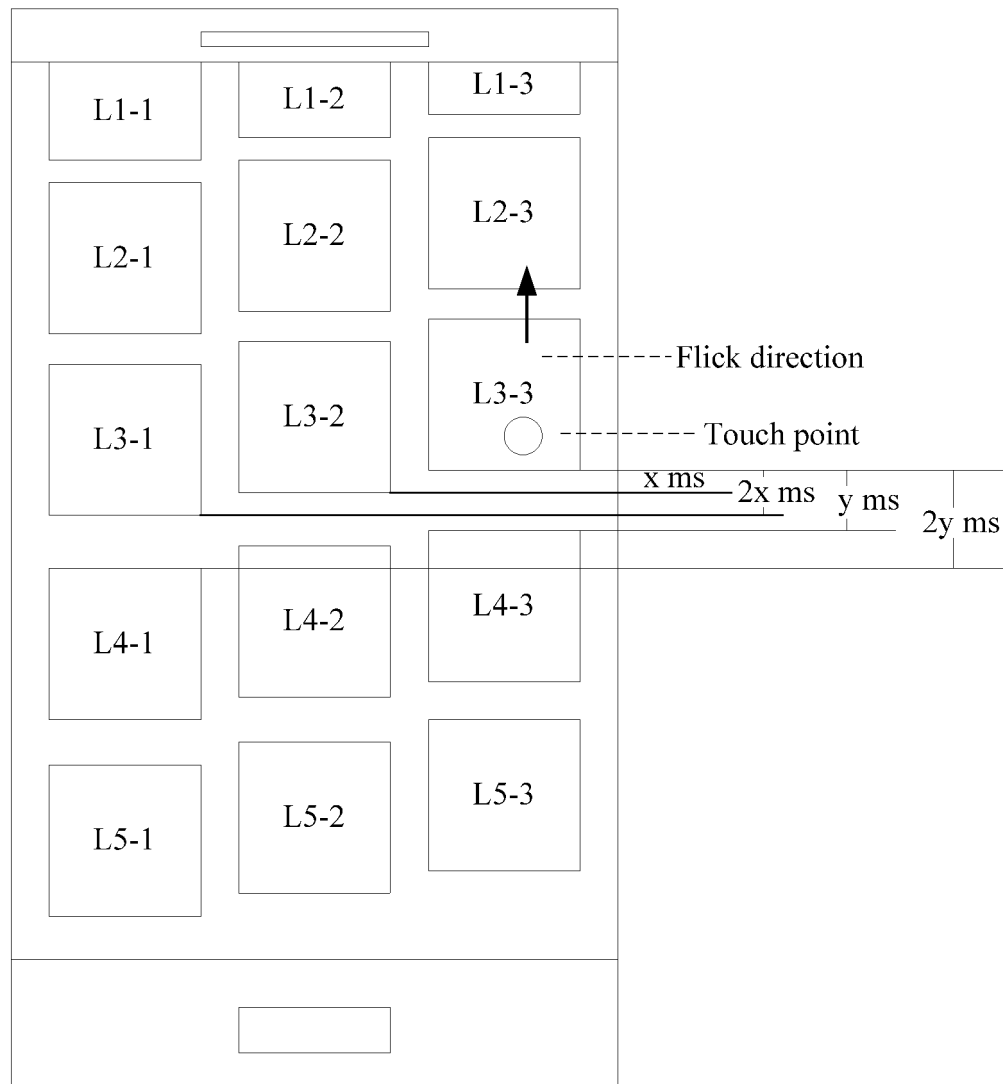 L1-1
L1-2
L1-3
L2-1
L2-2
L2-3
Flick direction
L3-1
L3-2
L3-3
Touch point
x ms
2x ms
y ms
2y ms
L4-1
L4-2
L4-3
L5-1
L5-2
L5-3